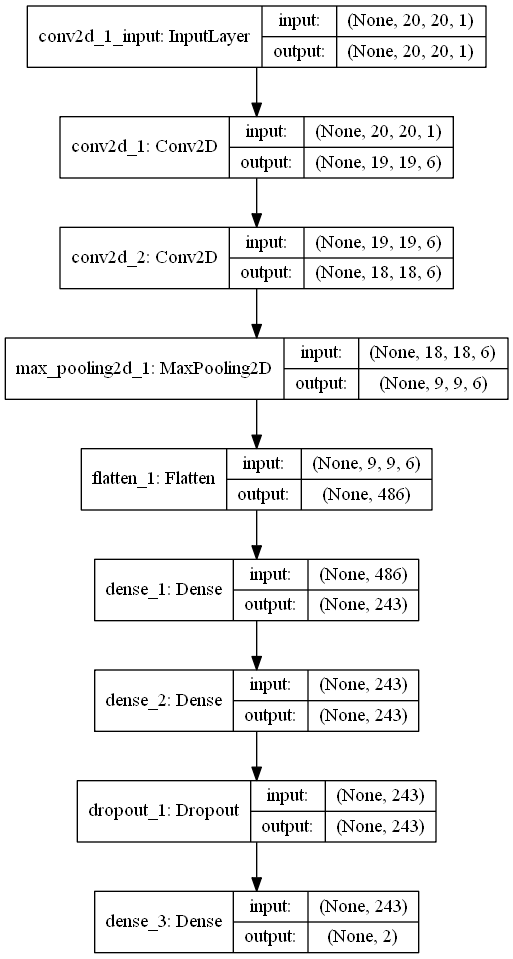 conv2d_1_input: InputLayer input: (None, 20, 20, 1)
output: (None, 20, 20, 1)
conv2d_1: Conv2D input: (None, 20, 20, 1)
output: (None, 19, 19, 6)
conv2d_2: Conv2D input: (None, 19, 19, 6)
output: (None, 18, 18, 6)
max_pooling2d_1: MaxPooling2D input: (None, 18, 18, 6)
output: (None, 9, 9, 6)
flatten_1: Flatten input: (None, 9, 9, 6)
output: (None, 486)
dense_1: Dense input: (None, 486)
output: (None, 243)
dense_2: Dense input: (None, 243)
output: (None, 243)
dropout_1: Dropout input: (None, 243)
output: (None, 243)
dense_3: Dense input: (None, 243)
output: (None, 2)